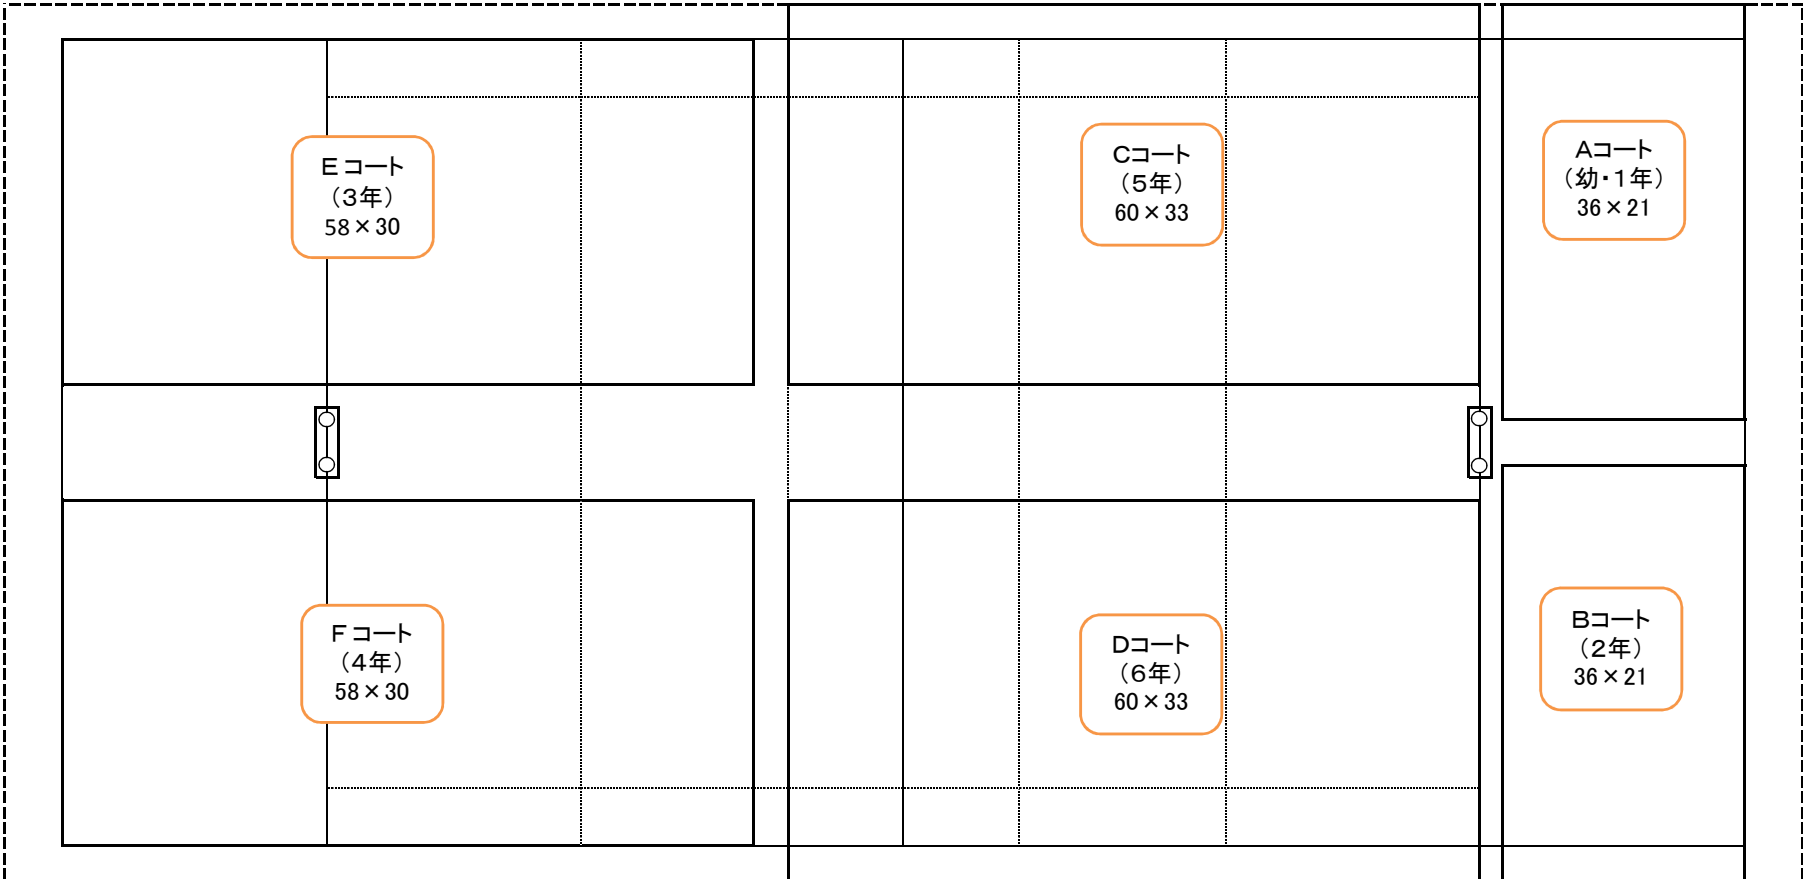 Eコート
（3年）
58×30
Cコート
（5年）
60×33
Aコート
（幼・1年）
36×21
Fコート
（4年）
58×30
Dコート
（6年）
60×33
Bコート
（2年）
36×21